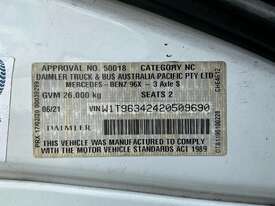 APPROVAL NO. 50018 CATEGORY NC
DAIMLER TRUCK & BUS AUSTRALIA PACIFIC PTY LTD
MERCEDES-BENZ 96X - 3 Axle S
GVM 26,000 kg SEATS 2
06/21 VIN W1T96342420509690
DAIMLER
THIS VEHICLE WAS MANUFACTURED TO COMPLY WITH
THE MOTOR VEHICLE STANDARDS ACT 1989